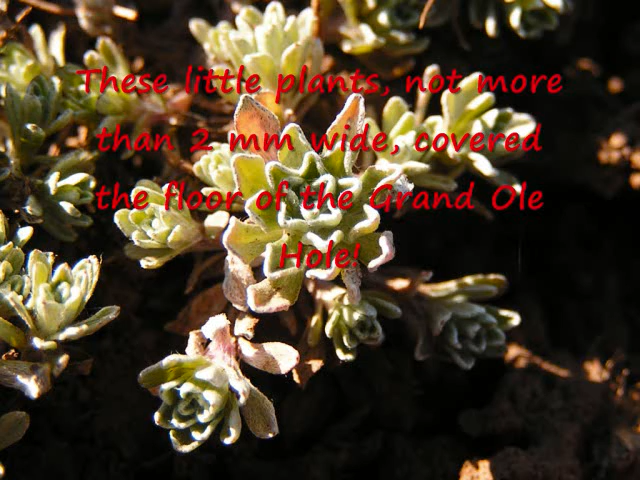 These little plants, not more
than 2 mm wide, covered
the floor of the Grand Ole
Hole!